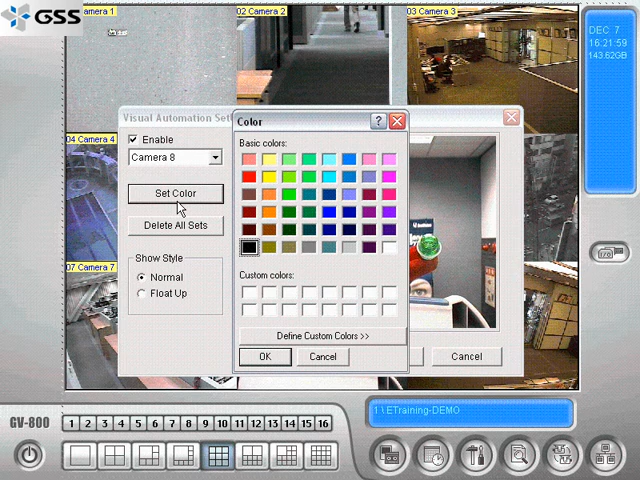 GSS
amera 1
02 Camera 2
03 Camera 3
DEC 7
16:21:59
143.62GB
Visual Automation Set
Color
Basic colors:
Enable
04 Camera 4
Camera 8
Set Color
Delete All Sets
Show Style
07 Camera 7
Normal
Float Up
Custom colors:
Define Custom Colors >>
OK
Cancel
Cancel
GV-800
1 2 3 4 5 6 7 8 9 10 11 12 13 14 15 16
1 \ ETraining-DEMO